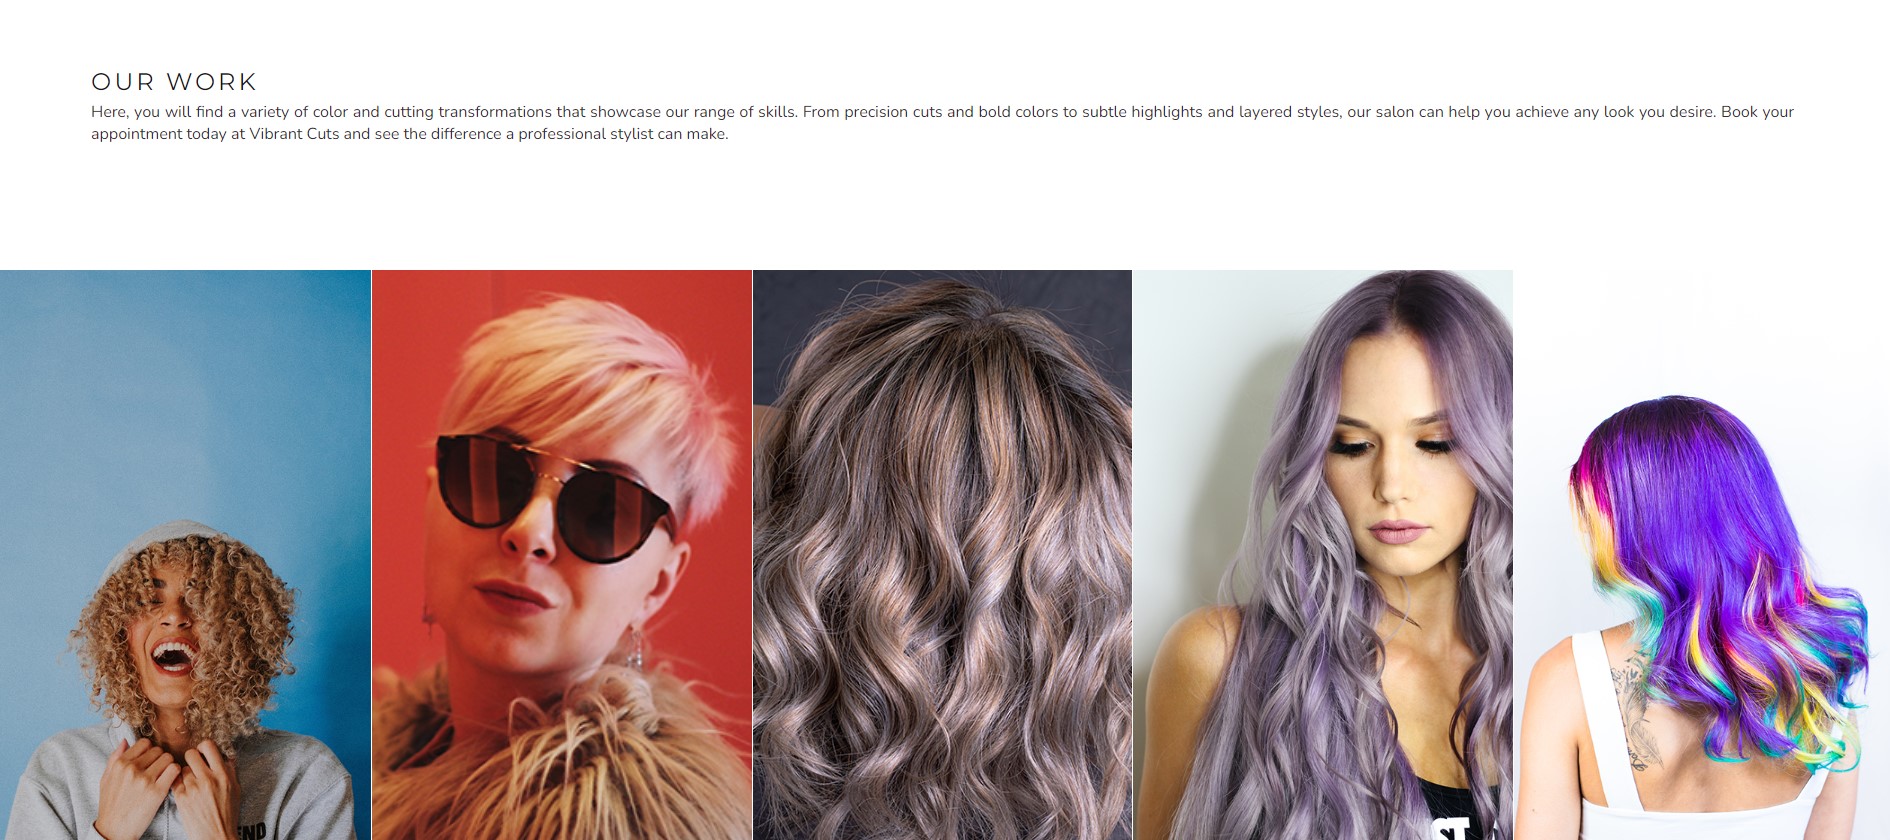 OUR WORK
Here, you will find a variety of color and cutting transformations that showcase our range of skills. From precision cuts and bold colors to subtle highlights and layered styles, our salon can help you achieve any look you desire. Book your
appointment today at Vibrant Cuts and see the difference a professional stylist can make.
END
ST